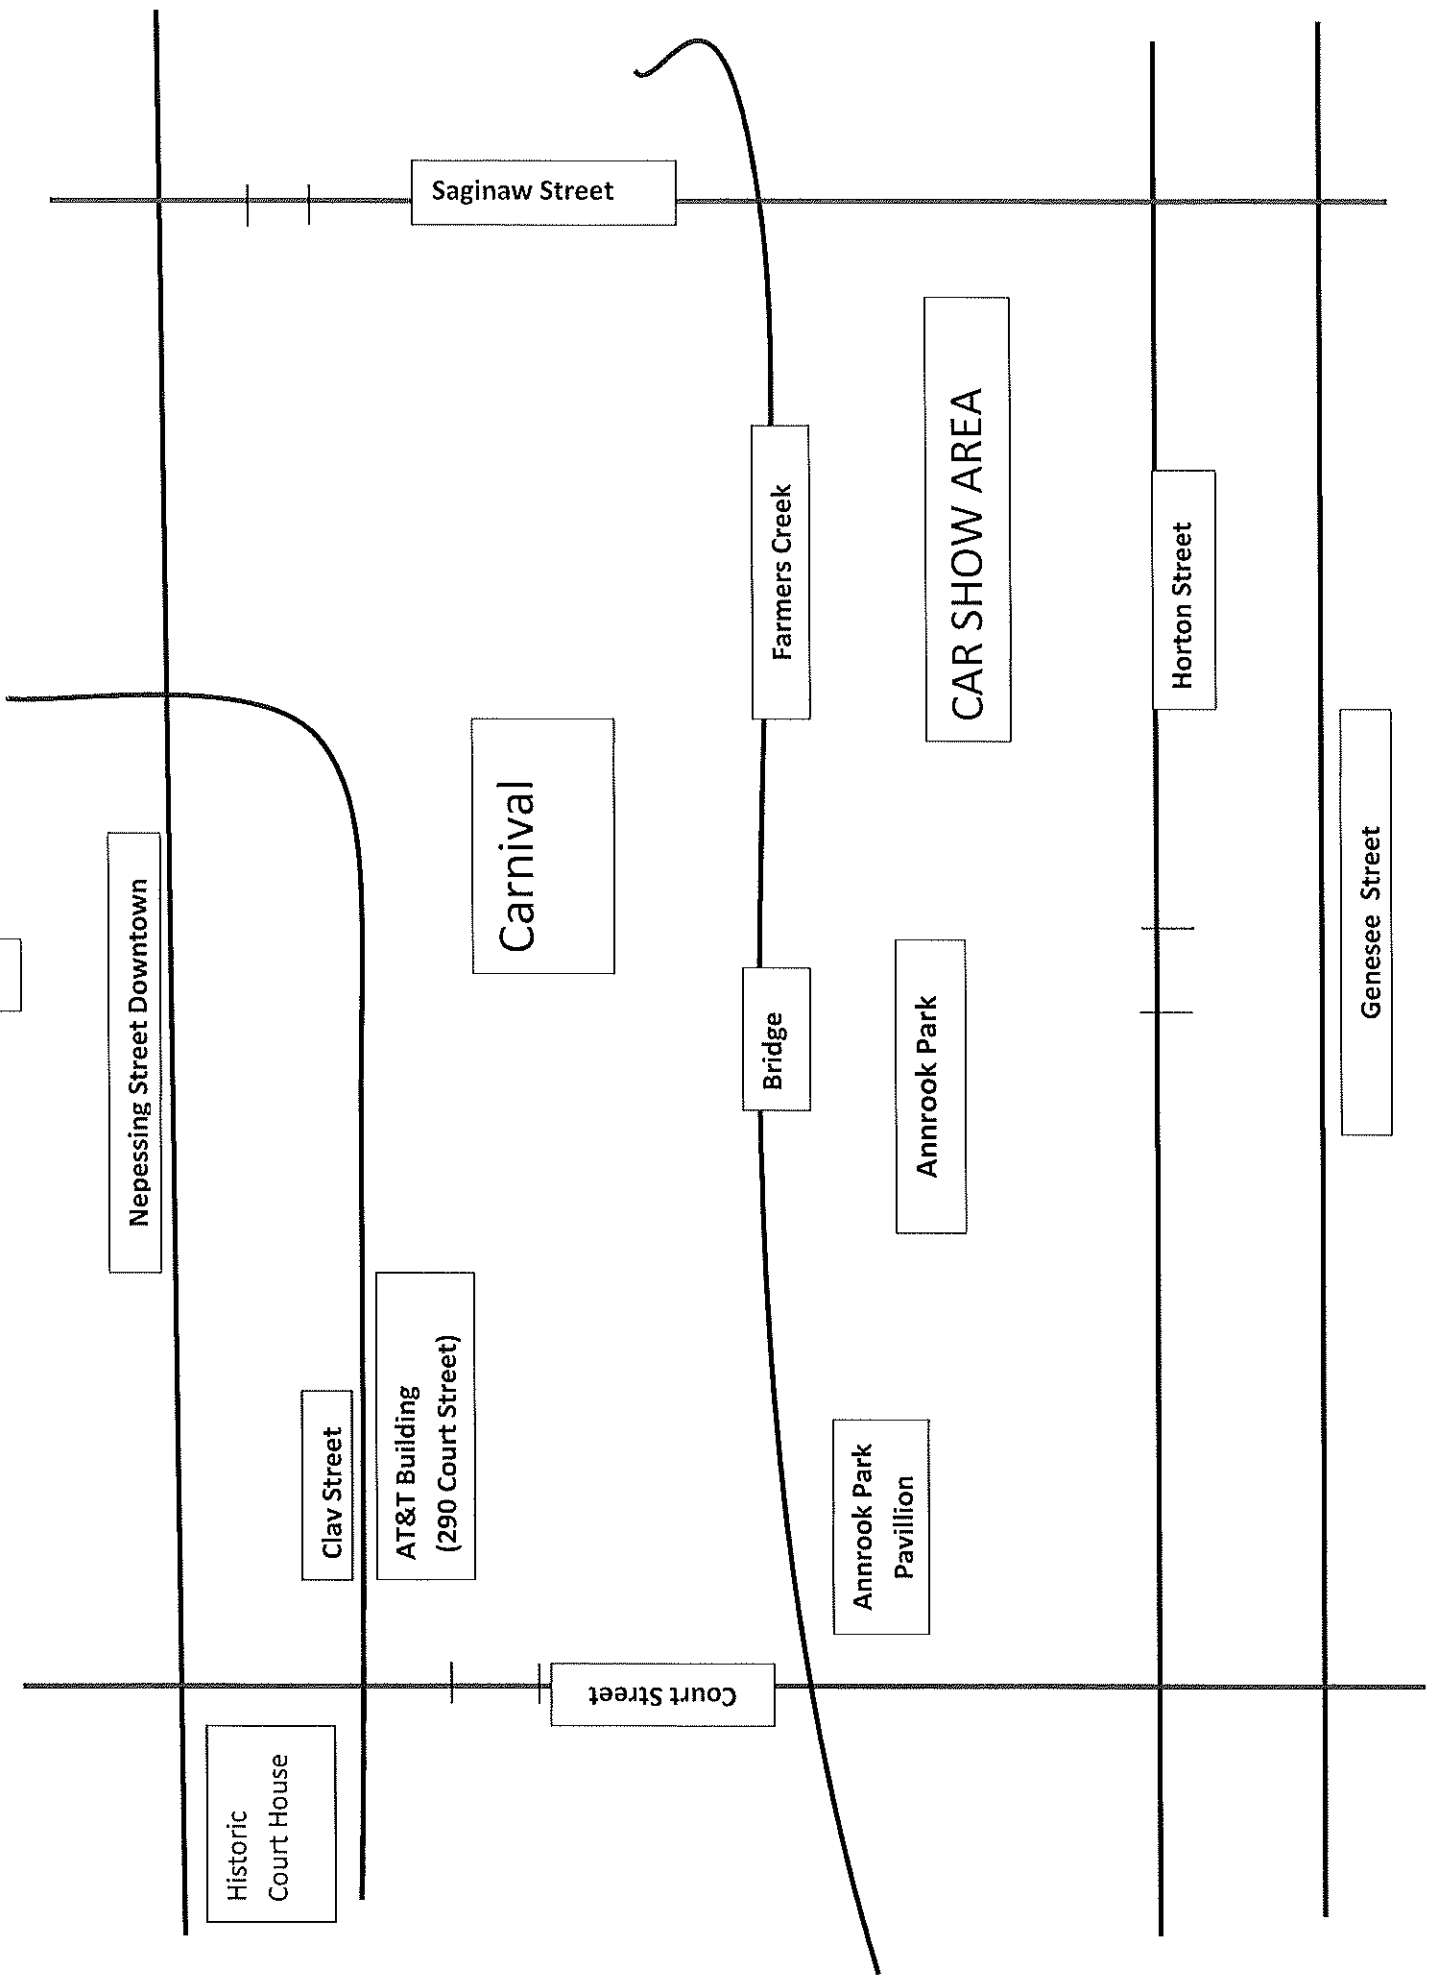 Nepessing Street Downtown
Historic
Court House
Clav Street
AT&T Building
(290 Court Street)
Saginaw Street
Carnival
Court Street
Farmers Creek
Bridge
Annrook Park
Pavillion
Annrook Park
CAR SHOW AREA
Horton Street
Genesee Street